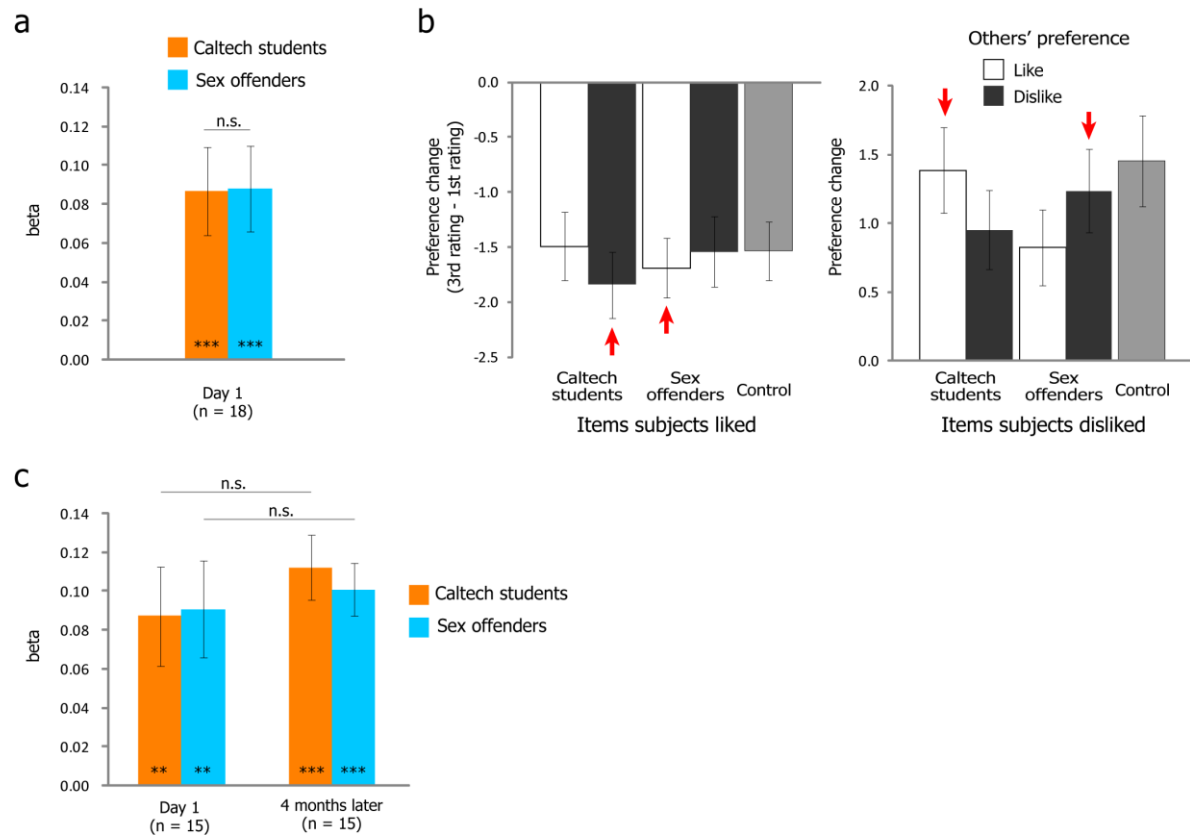 a
Caltech students
Sex offenders
beta
0.14
0.12
0.10
0.08
0.06
0.04
0.02
0.00
n.s.
*** ***
Day 1
(n = 18)
b
Preference change
(3rd rating - 1st rating)
0.0
-0.5
-1.0
-1.5
-2.0
-2.5
Caltech students
Sex offenders
Control
Items subjects liked
Others' preference
Like
Dislike
Preference change
2.0
1.5
1.0
0.5
0.0
Caltech students
Sex offenders
Control
Items subjects disliked
c
n.s.
n.s.
beta
0.14
0.12
0.10
0.08
0.06
0.04
0.02
0.00
** ** *** ***
Day 1
(n = 15)
4 months later
(n = 15)
Caltech students
Sex offenders